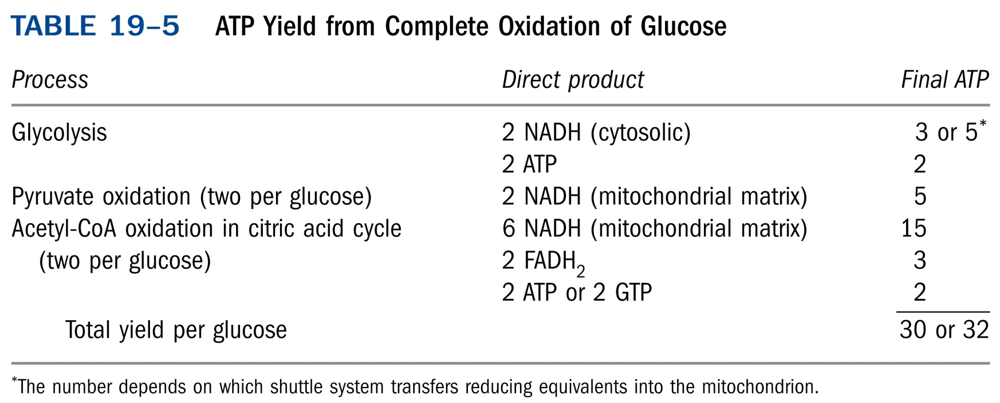 TABLE 19–5 ATP Yield from Complete Oxidation of Glucose
Process Direct product Final ATP
Glycolysis 2 NADH (cytosolic) 3 or 5*
2 ATP 2
Pyruvate oxidation (two per glucose) 2 NADH (mitochondrial matrix) 5
Acetyl-CoA oxidation in citric acid cycle 6 NADH (mitochondrial matrix) 15
(two per glucose) 2 FADH₂ 3
2 ATP or 2 GTP 2
Total yield per glucose 30 or 32
*The number depends on which shuttle system transfers reducing equivalents into the mitochondrion.